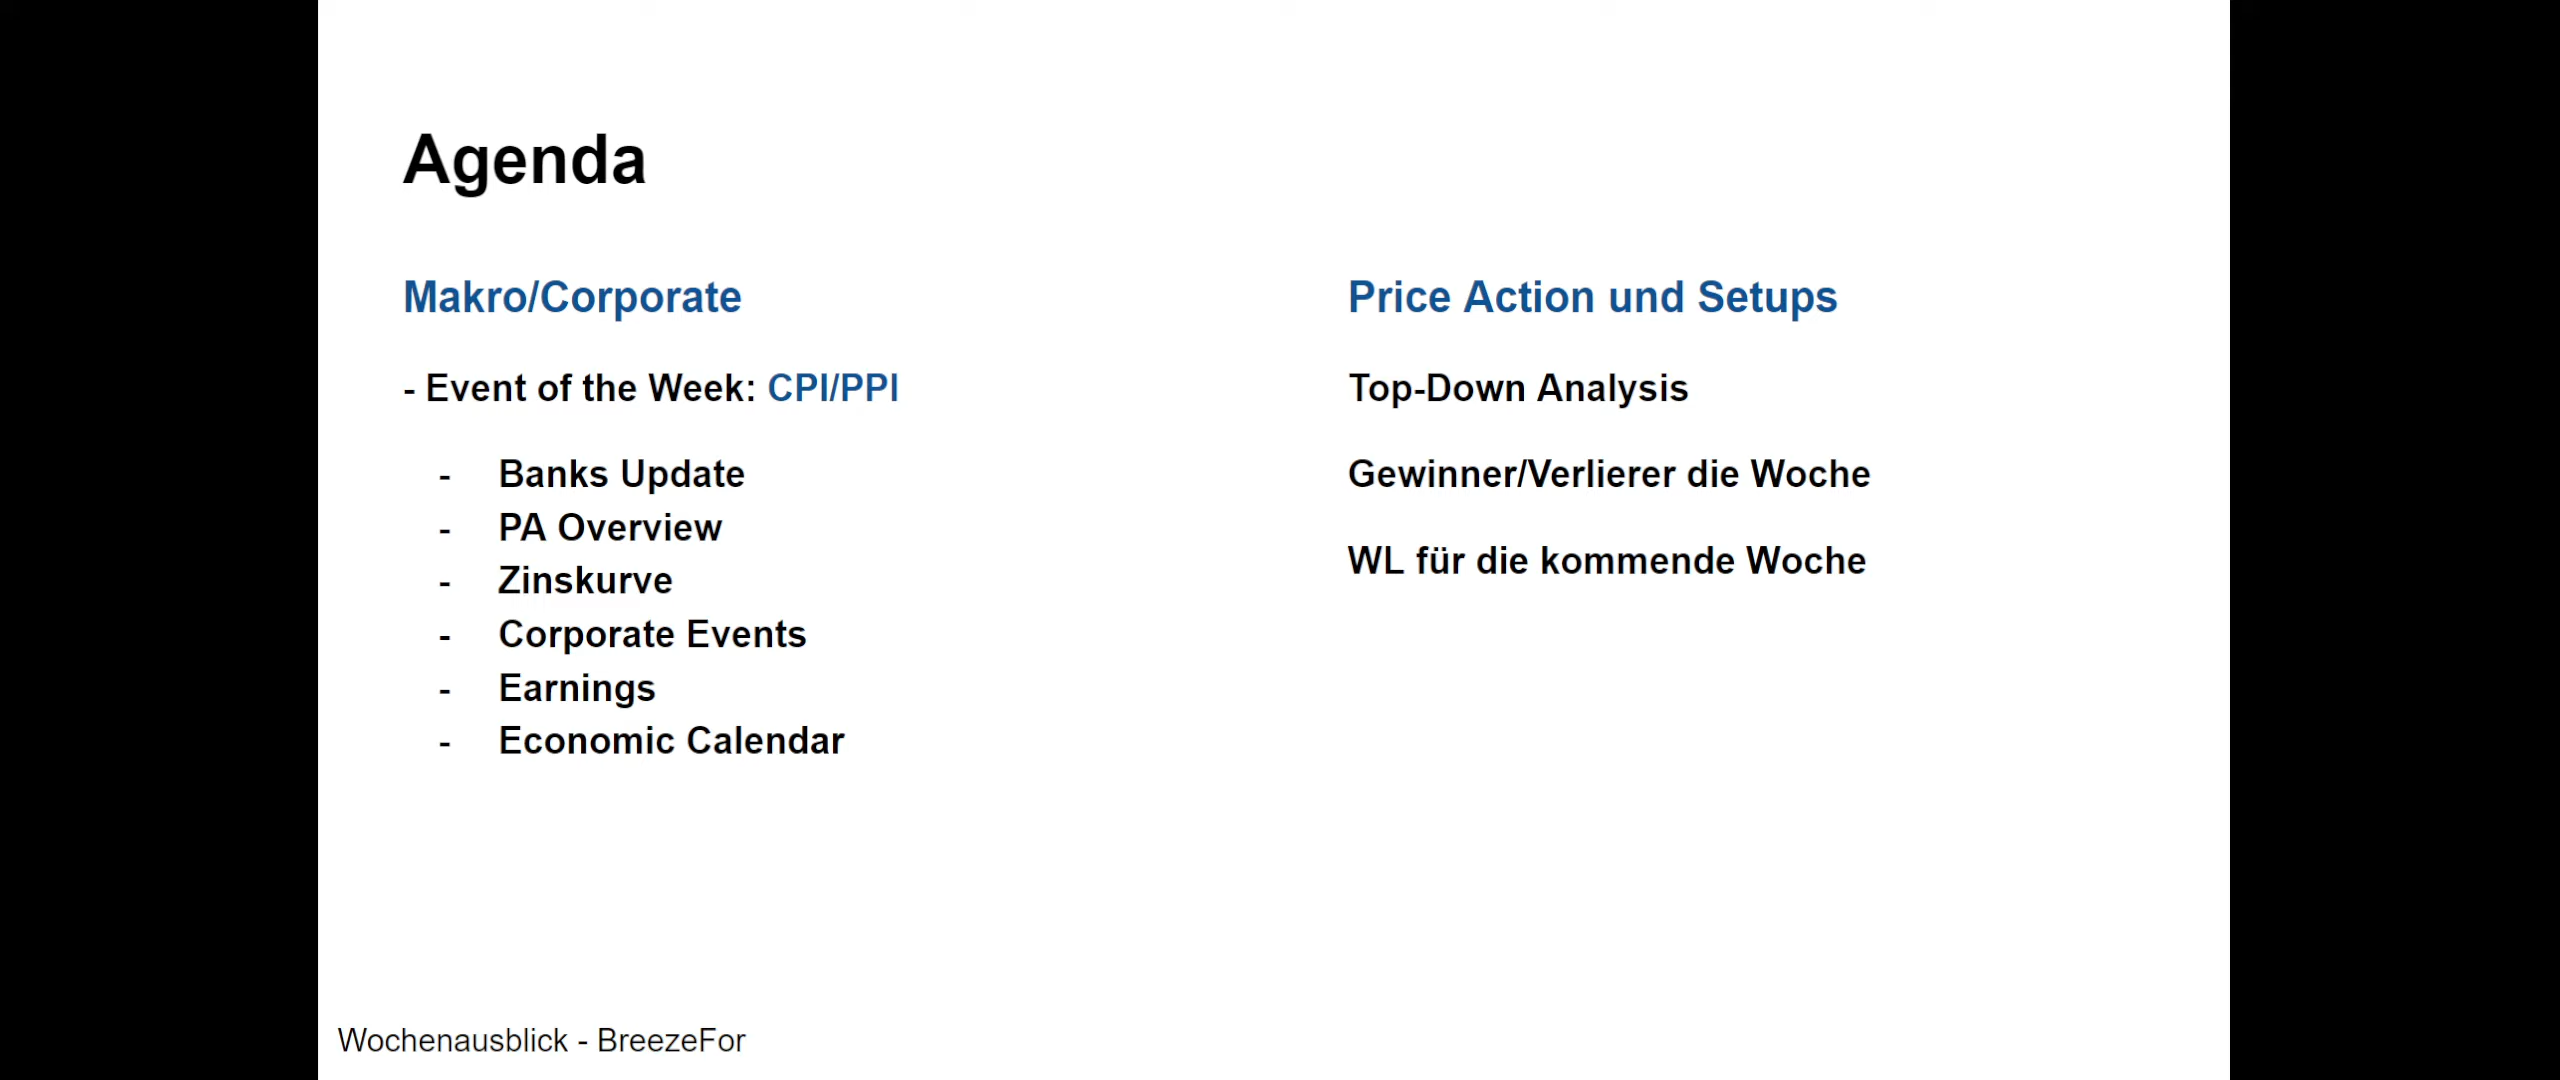 Agenda
Makro/Corporate
- Event of the Week: CPI/PPI
- Banks Update
- PA Overview
- Zinskurve
- Corporate Events
- Earnings
- Economic Calendar
Price Action und Setups
Top-Down Analysis
Gewinner/Verlierer die Woche
WL für die kommende Woche
Wochenausblick - BreezeFor